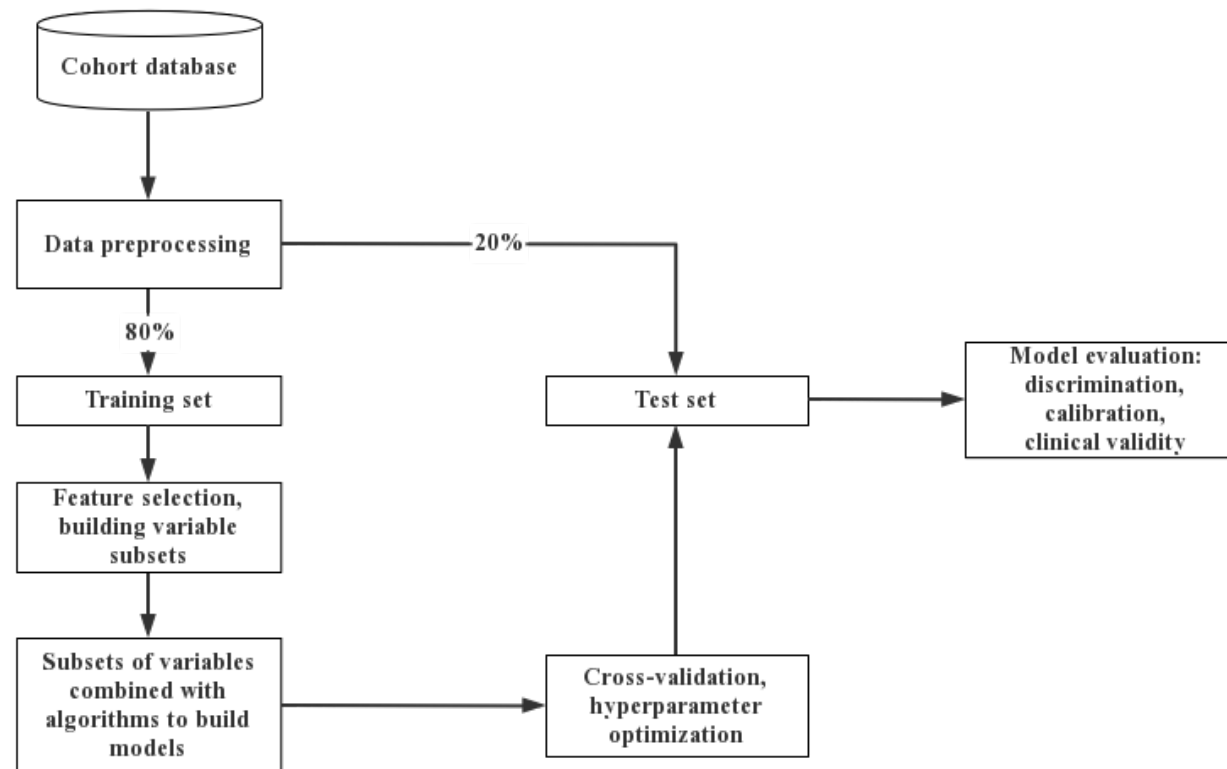 Cohort database
Data preprocessing
20%
80%
Training set
Test set
Model evaluation:
discrimination,
calibration,
clinical validity
Feature selection,
building variable
subsets
Subsets of variables
combined with
algorithms to build
models
Cross-validation,
hyperparameter
optimization